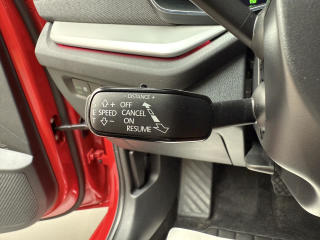 - DISTANCE +
+ OFF
E SPEED CANCEL
- ON
RESUME